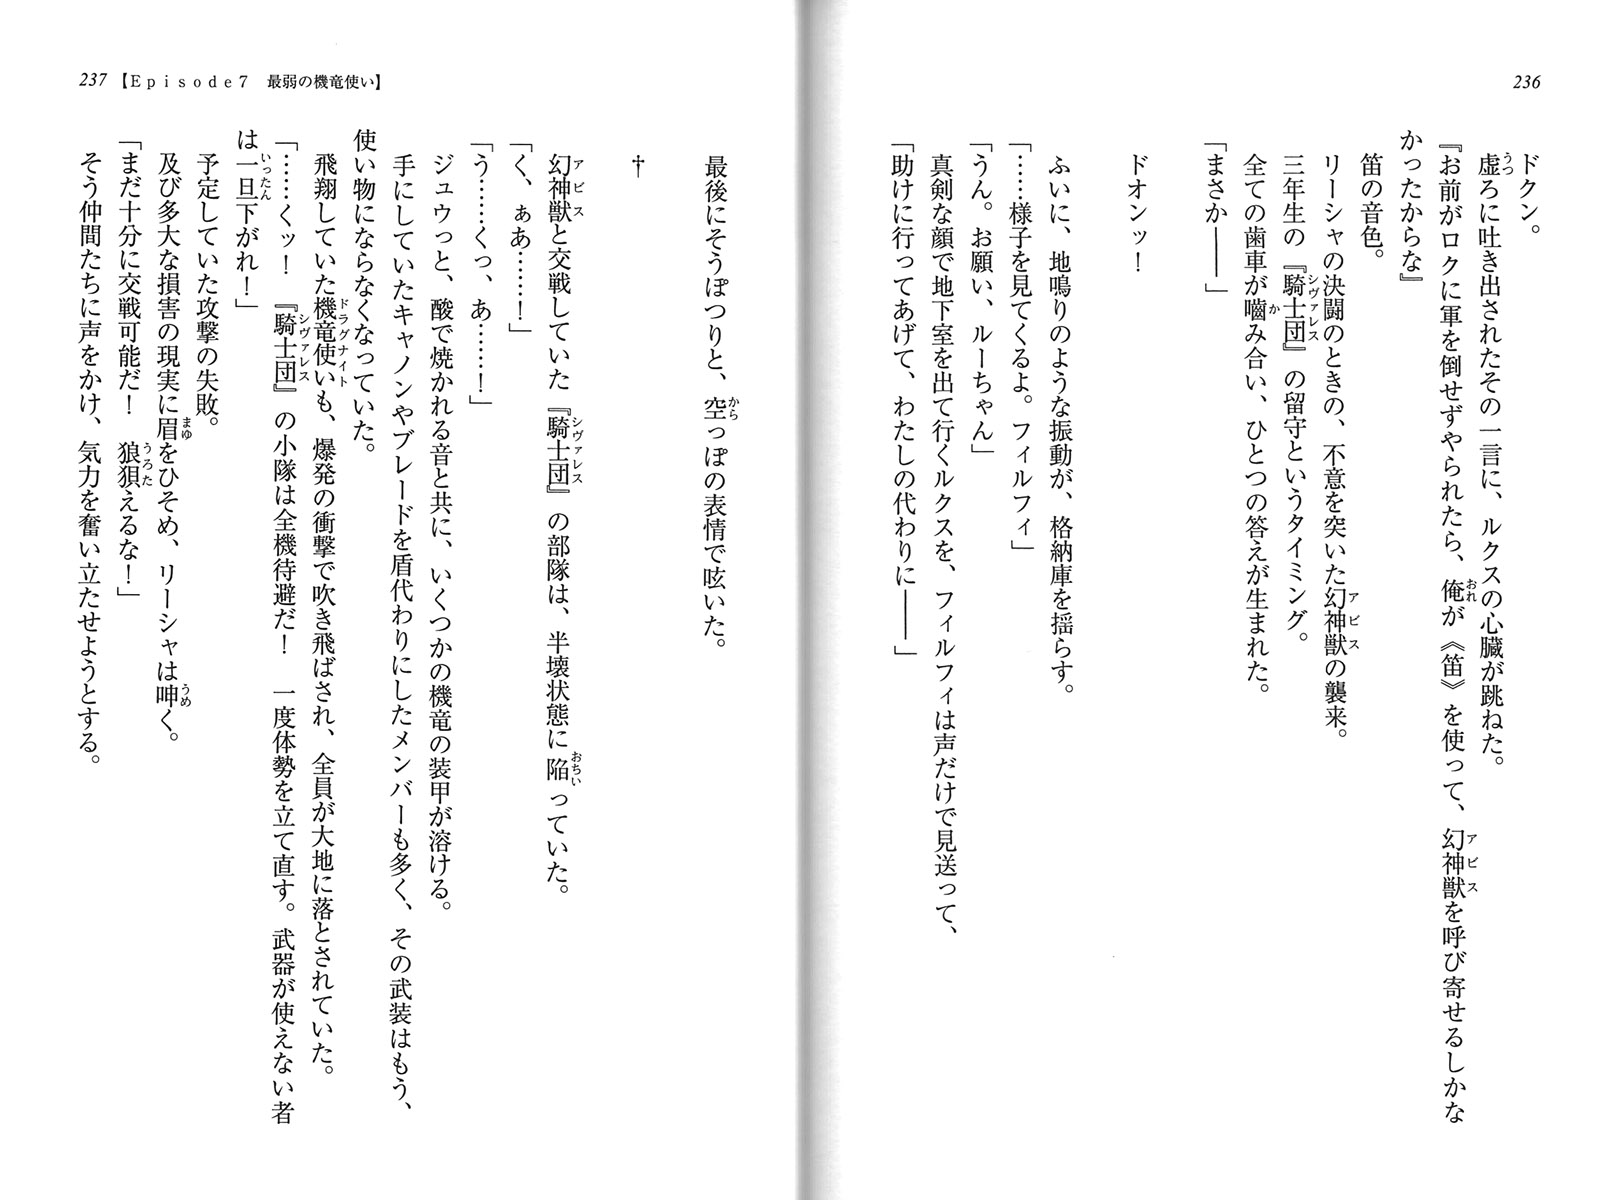 236
ドクン。
虚ろに吐き出されたその一言に、ルクスの心臓が跳ねた。
『お前がロクに軍を倒せずやられたら、俺が《笛》を使って、幻神獣を呼び寄せるしかな
かったからな』
笛の音色。
リーシャの決闘のときの、不意を突いた幻神獣の襲来。
三年生の『騎士団』の留守というタイミング。
全ての歯車が嚙み合い、ひとつの答えが生まれた。
「まさか――」
ドオンッ！
ふいに、地鳴りのような振動が、格納庫を揺らす。
「……様子を見てくるよ。フィルフィ」
「うん。お願い、ルーちゃん」
真剣な顔で地下室を出て行くルクスを、フィルフィは声だけで見送って、
「助けに行ってあげて、わたしの代わりに――」
237【Ｅｐｉｓｏｄｅ７　最弱の機竜使い】
最後にそうぽつりと、空っぽの表情で呟いた。
†
幻神獣と交戦していた『騎士団』の部隊は、半壊状態に陥っていた。
「く、ぁあ……！」
「う……くっ、あ……！」
ジュウっと、酸で焼かれる音と共に、いくつかの機竜の装甲が溶ける。
手にしていたキャノンやブレードを盾代わりにしたメンバーも多く、その武装はもう、
使い物にならなくなっていた。
飛翔していた機竜使いも、爆発の衝撃で吹き飛ばされ、全員が大地に落とされていた。
「……くッ！　『騎士団』の小隊は全機待避だ！　一度体勢を立て直す。武器が使えない者
は一旦下がれ！」
予定していた攻撃の失敗。
及び多大な損害の現実に眉をひそめ、リーシャは呻く。
「まだ十分に交戦可能だ！　狼狽えるな！」
そう仲間たちに声をかけ、気力を奮い立たせようとする。